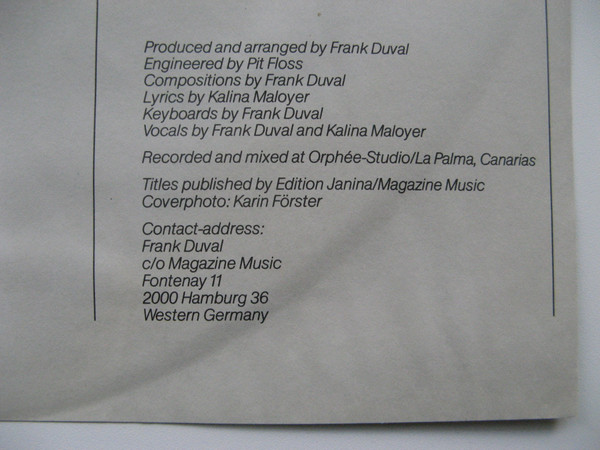 Produced and arranged by Frank Duval
Engineered by Pit Floss
Compositions by Frank Duval
Lyrics by Kalina Maloyer
Keyboards by Frank Duval
Vocals by Frank Duval and Kalina Maloyer
Recorded and mixed at Orphée-Studio/La Palma, Canarias
Titles published by Edition Janina/Magazine Music
Coverphoto: Karin Förster
Contact-address:
Frank Duval
c/o Magazine Music
Fontenay 11
2000 Hamburg 36
Western Germany